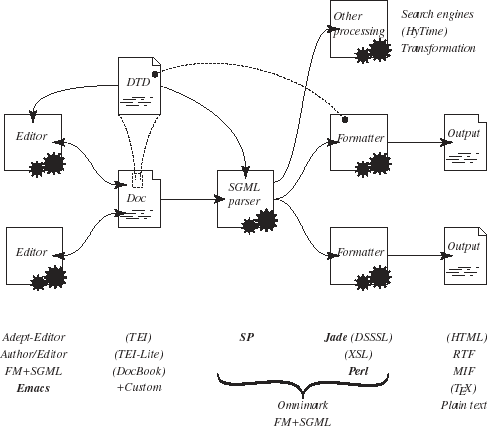 Other
processing
Search engines
(HyTime)
Transformation
DTD
Editor
Formatter
Output
Doc
SGML
parser
Editor
Formatter
Output
Adept-Editor
Author/Editor
FM+SGML
Emacs
(TEI)
(TEI-Lite)
(DocBook)
+Custom
SP
Jade (DSSSL)
(XSL)
Perl
(HTML)
RTF
MIF
(TEX)
Plain text
Omnimark
FM+SGML